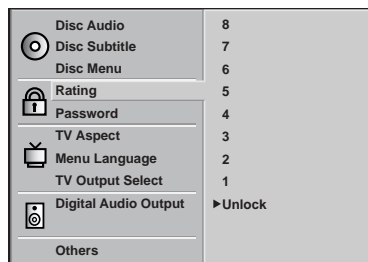 Disc Audio
Disc Subtitle
Disc Menu
Rating
Password
TV Aspect
Menu Language
TV Output Select
Digital Audio Output
Others
8
7
6
5
4
3
2
1
►Unlock